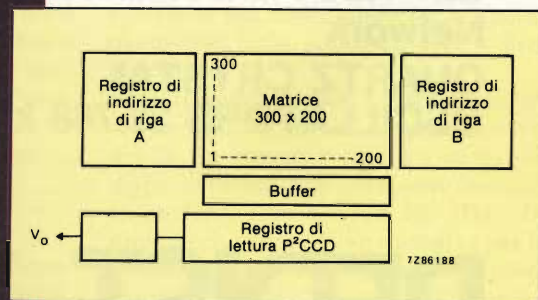 300
Registro di
indirizzo
di riga
A
Matrice
300 x 200
1
200
Registro di
indirizzo
di riga
B
Buffer
Registro di
lettura P²CCD
V₀
7Z86188